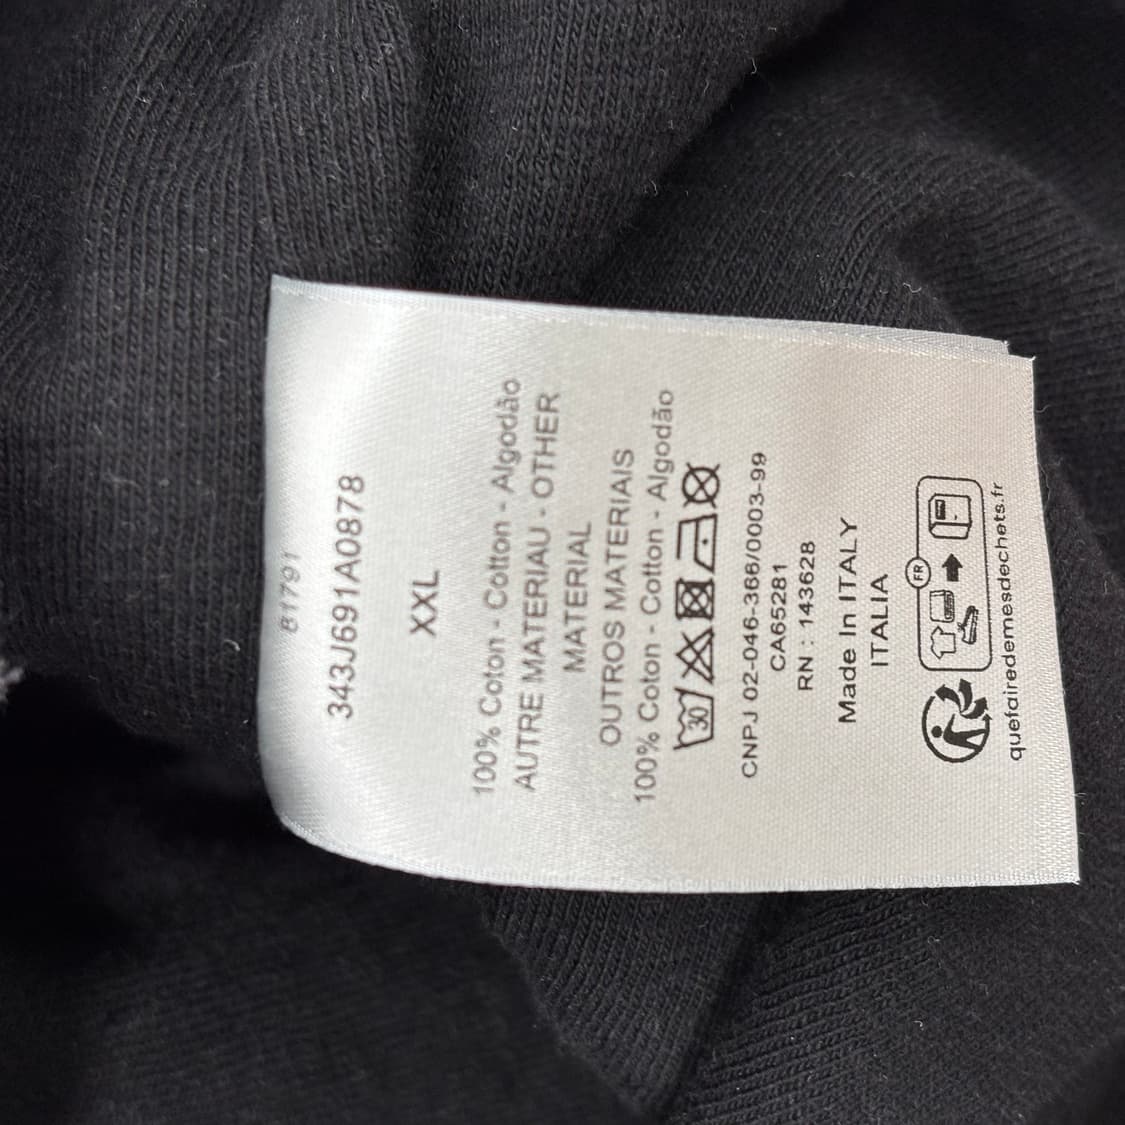 81791
343J691A0878
XXL
100% Coton - Cotton - Algodão
AUTRE MATERIAU - OTHER
MATERIAL
OUTROS MATERIAIS
100% Coton - Cotton - Algodão
30
CNPJ 02-046-366/0003-99
CA65281
RN : 143628
Made In ITALY
ITALIA
FR
quefairedemesdechets.fr